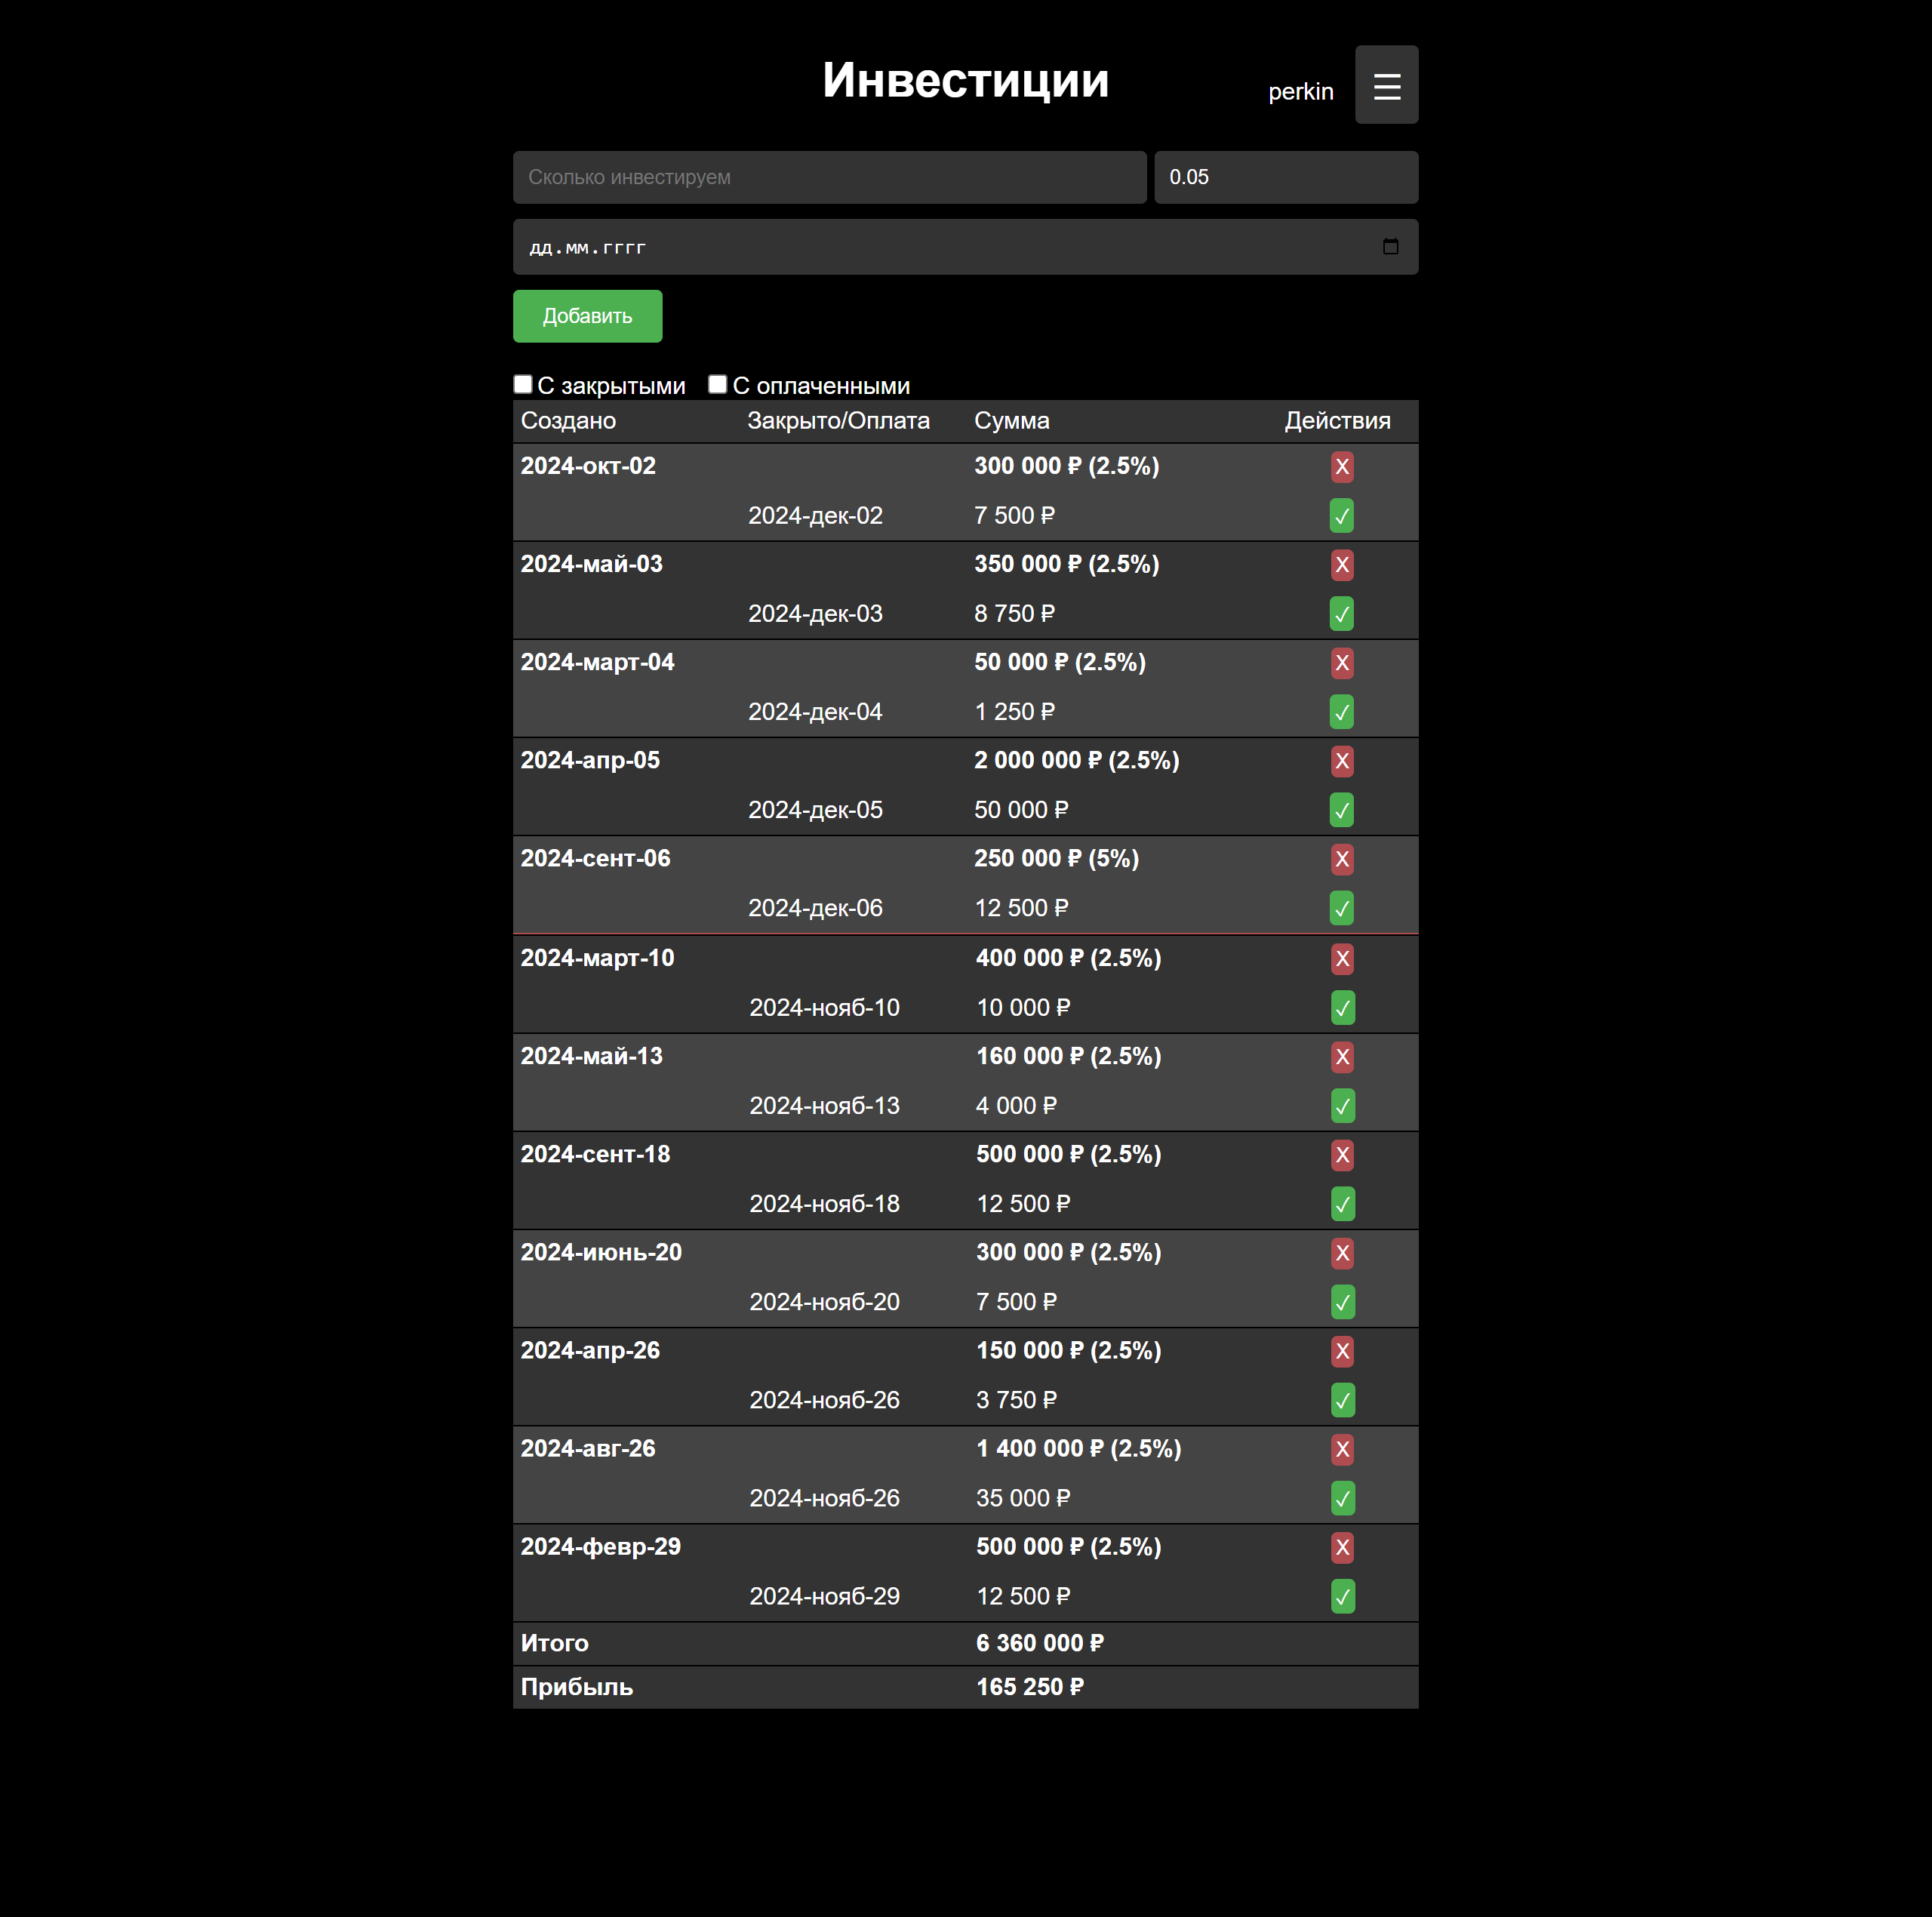 Инвестиции
perkin
☰
Сколько инвестируем
0.05
дд.мм.гггг
Добавить
С закрытыми С оплаченными
Создано Закрыто/Оплата Сумма Действия
2024-окт-02 300 000 ₽ (2.5%) X
2024-дек-02 7 500 ₽ ✓
2024-май-03 350 000 ₽ (2.5%) X
2024-дек-03 8 750 ₽ ✓
2024-март-04 50 000 ₽ (2.5%) X
2024-дек-04 1 250 ₽ ✓
2024-апр-05 2 000 000 ₽ (2.5%) X
2024-дек-05 50 000 ₽ ✓
2024-сент-06 250 000 ₽ (5%) X
2024-дек-06 12 500 ₽ ✓
2024-март-10 400 000 ₽ (2.5%) X
2024-нояб-10 10 000 ₽ ✓
2024-май-13 160 000 ₽ (2.5%) X
2024-нояб-13 4 000 ₽ ✓
2024-сент-18 500 000 ₽ (2.5%) X
2024-нояб-18 12 500 ₽ ✓
2024-июнь-20 300 000 ₽ (2.5%) X
2024-нояб-20 7 500 ₽ ✓
2024-апр-26 150 000 ₽ (2.5%) X
2024-нояб-26 3 750 ₽ ✓
2024-авг-26 1 400 000 ₽ (2.5%) X
2024-нояб-26 35 000 ₽ ✓
2024-февр-29 500 000 ₽ (2.5%) X
2024-нояб-29 12 500 ₽ ✓
Итого 6 360 000 ₽
Прибыль 165 250 ₽